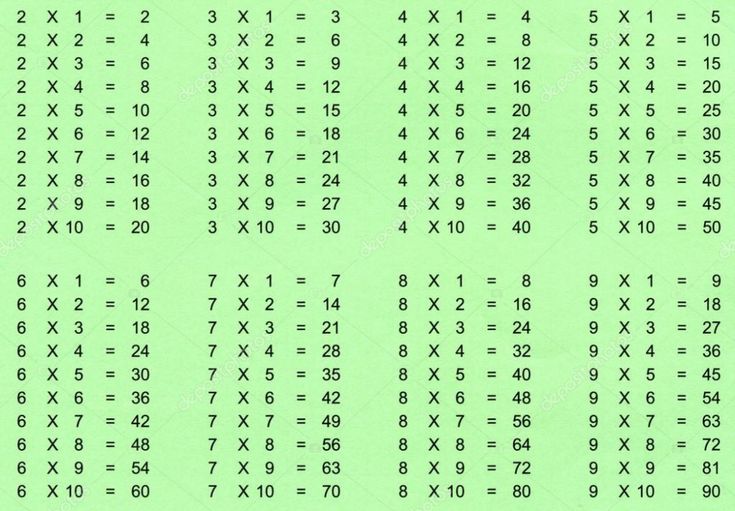 2 X 1 = 2 3 X 1 = 3 4 X 1 = 4 5 X 1 = 5
2 X 2 = 4 3 X 2 = 6 4 X 2 = 8 5 X 2 = 10
2 X 3 = 6 3 X 3 = 9 4 X 3 = 12 5 X 3 = 15
2 X 4 = 8 3 X 4 = 12 4 X 4 = 16 5 X 4 = 20
2 X 5 = 10 3 X 5 = 15 4 X 5 = 20 5 X 5 = 25
2 X 6 = 12 3 X 6 = 18 4 X 6 = 24 5 X 6 = 30
2 X 7 = 14 3 X 7 = 21 4 X 7 = 28 5 X 7 = 35
2 X 8 = 16 3 X 8 = 24 4 X 8 = 32 5 X 8 = 40
2 X 9 = 18 3 X 9 = 27 4 X 9 = 36 5 X 9 = 45
2 X 10 = 20 3 X 10 = 30 4 X 10 = 40 5 X 10 = 50
6 X 1 = 6 7 X 1 = 7 8 X 1 = 8 9 X 1 = 9
6 X 2 = 12 7 X 2 = 14 8 X 2 = 16 9 X 2 = 18
6 X 3 = 18 7 X 3 = 21 8 X 3 = 24 9 X 3 = 27
6 X 4 = 24 7 X 4 = 28 8 X 4 = 32 9 X 4 = 36
6 X 5 = 30 7 X 5 = 35 8 X 5 = 40 9 X 5 = 45
6 X 6 = 36 7 X 6 = 42 8 X 6 = 48 9 X 6 = 54
6 X 7 = 42 7 X 7 = 49 8 X 7 = 56 9 X 7 = 63
6 X 8 = 48 7 X 8 = 56 8 X 8 = 64 9 X 8 = 72
6 X 9 = 54 7 X 9 = 63 8 X 9 = 72 9 X 9 = 81
6 X 10 = 60 7 X 10 = 70 8 X 10 = 80 9 X 10 = 90